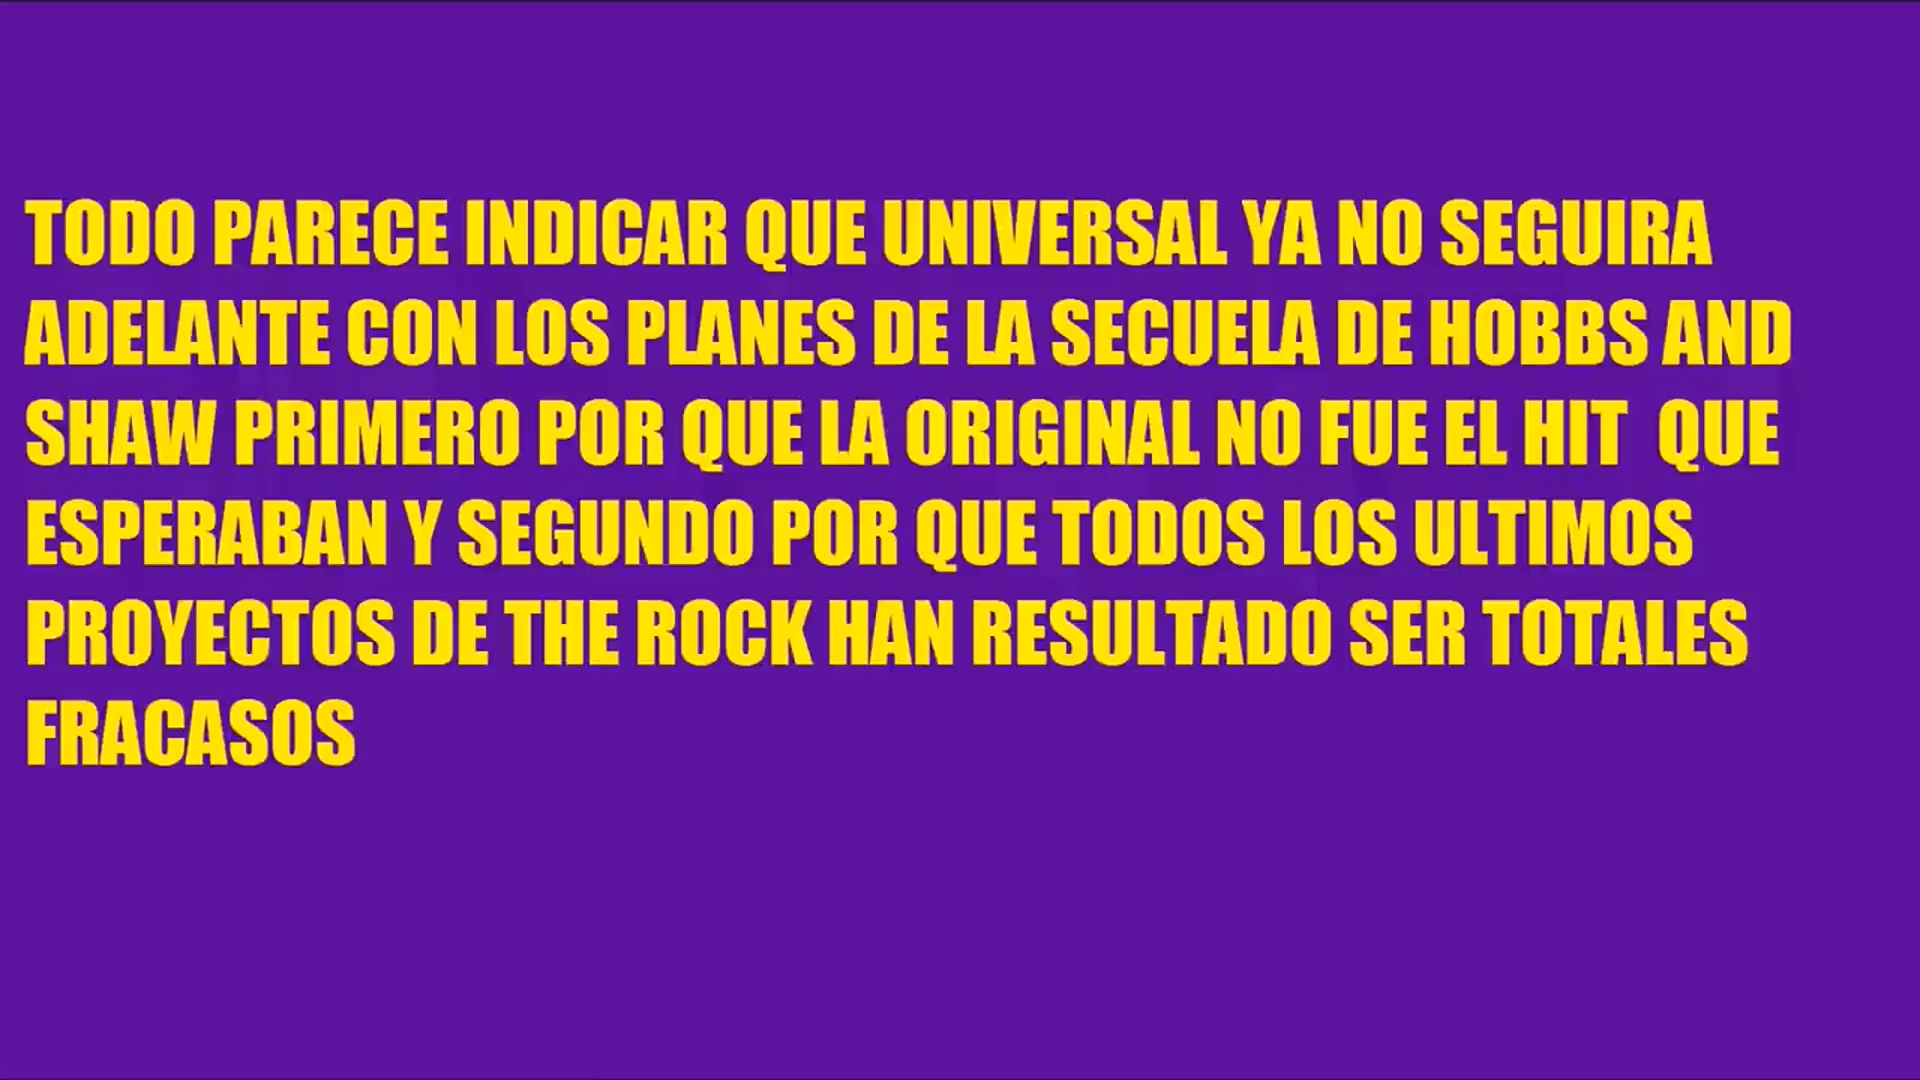 TODO PARECE INDICAR QUE UNIVERSAL YA NO SEGUIRA
ADELANTE CON LOS PLANES DE LA SECUELA DE HOBBS AND
SHAW PRIMERO POR QUE LA ORIGINAL NO FUE EL HIT  QUE
ESPERABAN Y SEGUNDO POR QUE TODOS LOS ULTIMOS
PROYECTOS DE THE ROCK HAN RESULTADO SER TOTALES
FRACASOS